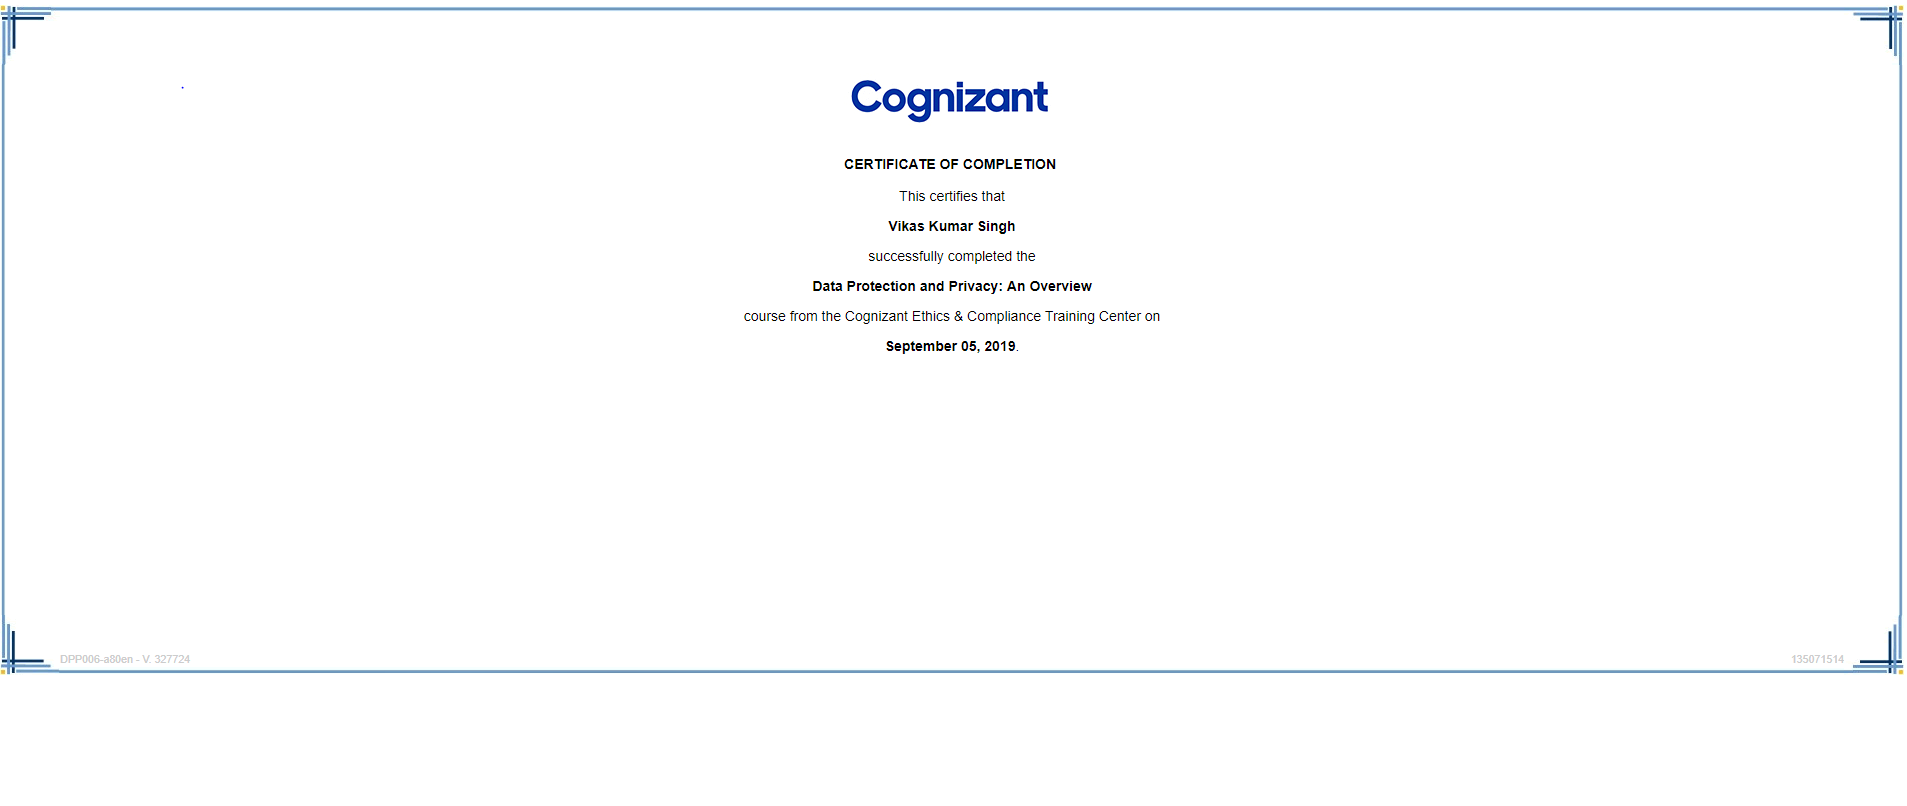 Cognizant
CERTIFICATE OF COMPLETION
This certifies that
Vikas Kumar Singh
successfully completed the
Data Protection and Privacy: An Overview
course from the Cognizant Ethics & Compliance Training Center on
September 05, 2019.
DPP006-a80en - V. 327724
135071514